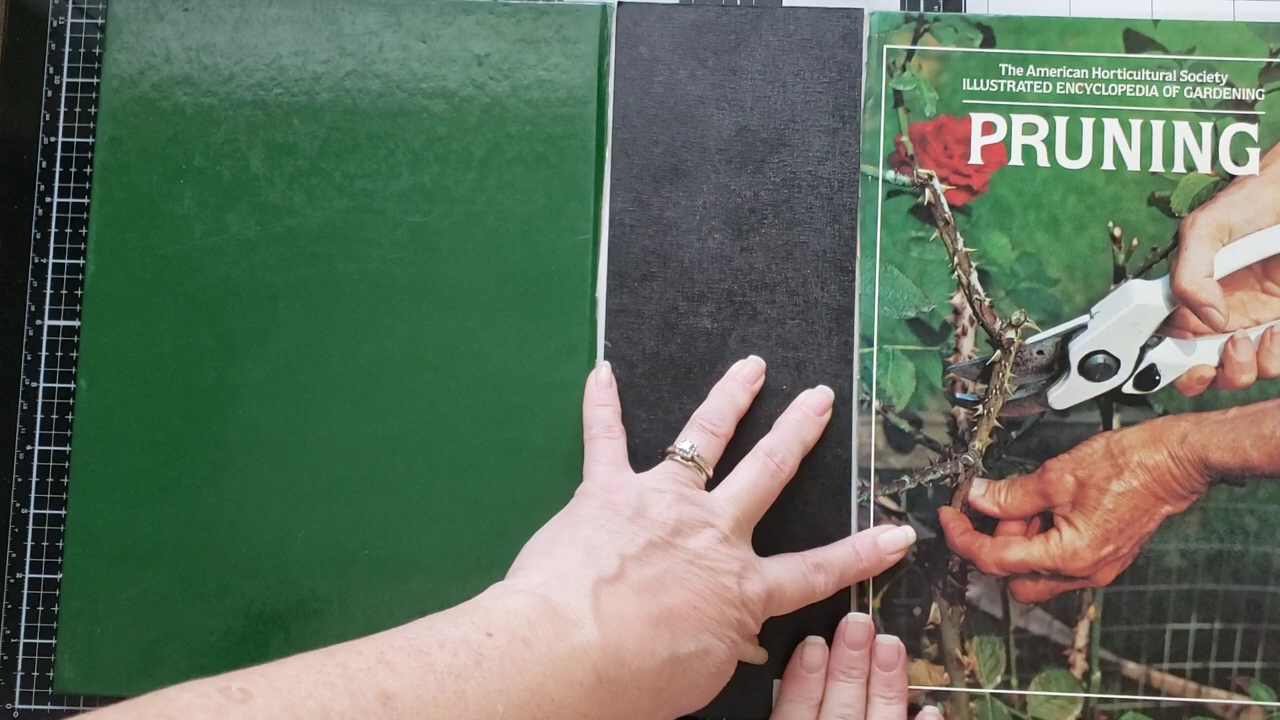 The American Horticultural Society
ILLUSTRATED ENCYCLOPEDIA OF GARDENING
PRUNING